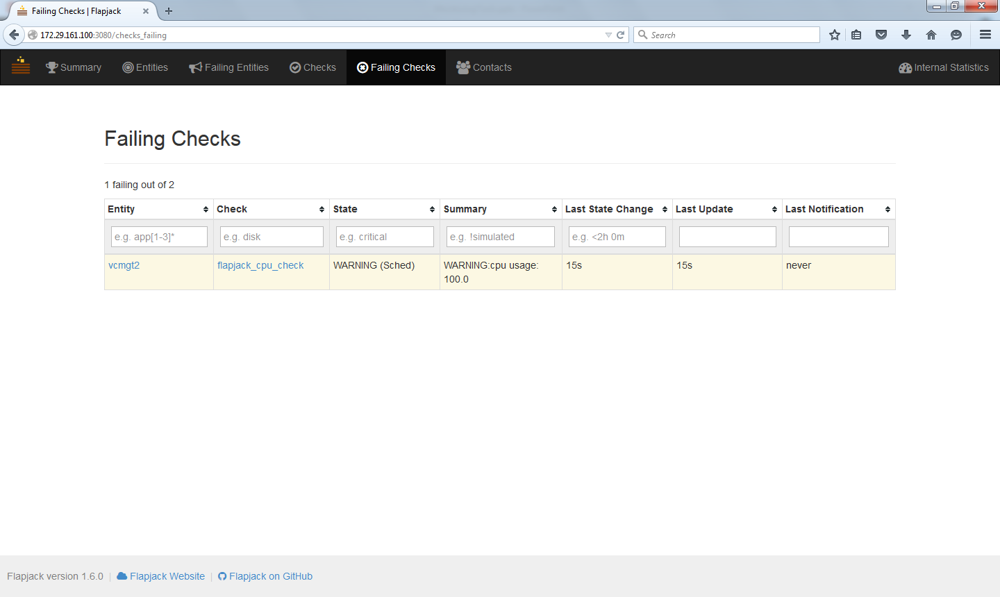 Failing Checks | Flapjack
172.29.161.100:3080/checks_failing
Search
Summary
Entities
Failing Entities
Checks
Failing Checks
Contacts
Internal Statistics
Failing Checks
1 failing out of 2
Entity
Check
State
Summary
Last State Change
Last Update
Last Notification
e.g. app[1-3]*
e.g. disk
e.g. critical
e.g. !simulated
e.g. <2h 0m
vcmgt2
flapjack_cpu_check
WARNING (Sched)
WARNING:cpu usage:
100.0
15s
15s
never
Flapjack version 1.6.0 | Flapjack Website | Flapjack on GitHub